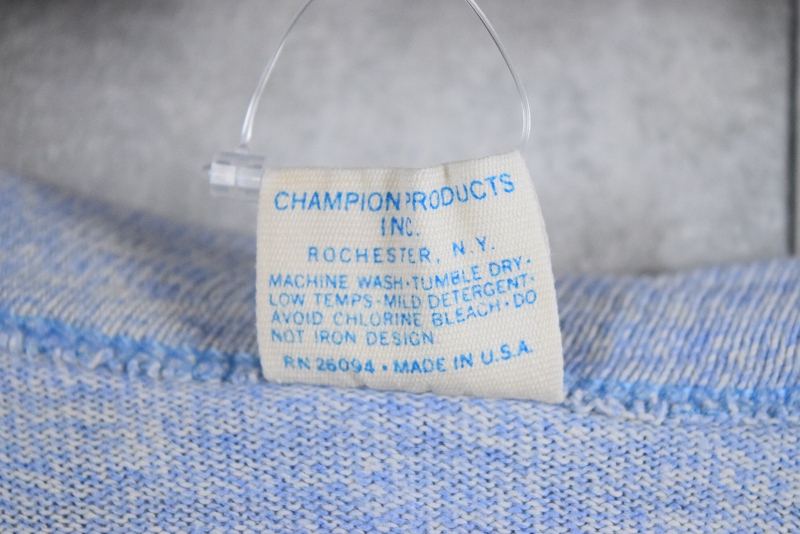 CHAMPION PRODUCTS
INC.
ROCHESTER, N.Y.
MACHINE WASH·TUMBLE DRY·
LOW TEMPS·MILD DETERGENT·
AVOID CHLORINE BLEACH·DO
NOT IRON DESIGN
RN 26094 · MADE IN U.S.A.